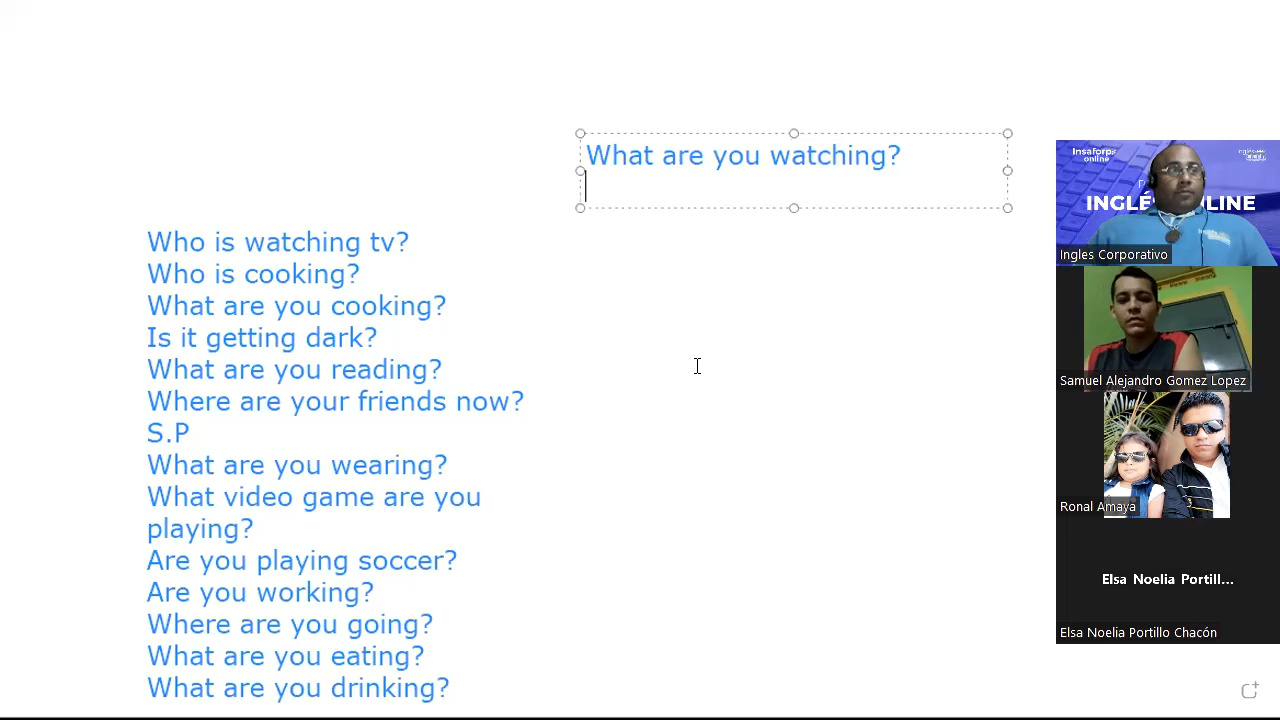 What are you watching?
Who is watching tv?
Who is cooking?
What are you cooking?
Is it getting dark?
What are you reading?
Where are your friends now?
S.P
What are you wearing?
What video game are you
playing?
Are you playing soccer?
Are you working?
Where are you going?
What are you eating?
What are you drinking?
Insaforp
online
INGLÉS ONLINE
Ingles Corporativo
Samuel Alejandro Gomez Lopez
Ronal Amaya
Elsa Noelia Portill...
Elsa Noelia Portillo Chacón